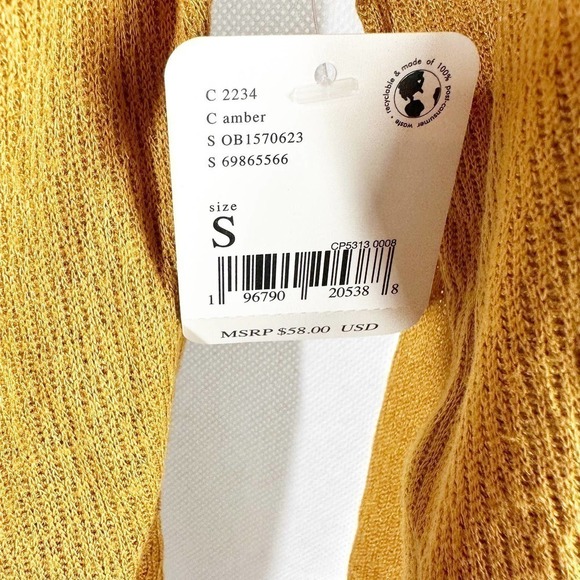 recyclable & made of 100% post-consumer waste •
C 2234
C amber
S OB1570623
S 69865566
size
S
CP5313 0008
1 96790 20538 8
MSRP $58.00 USD